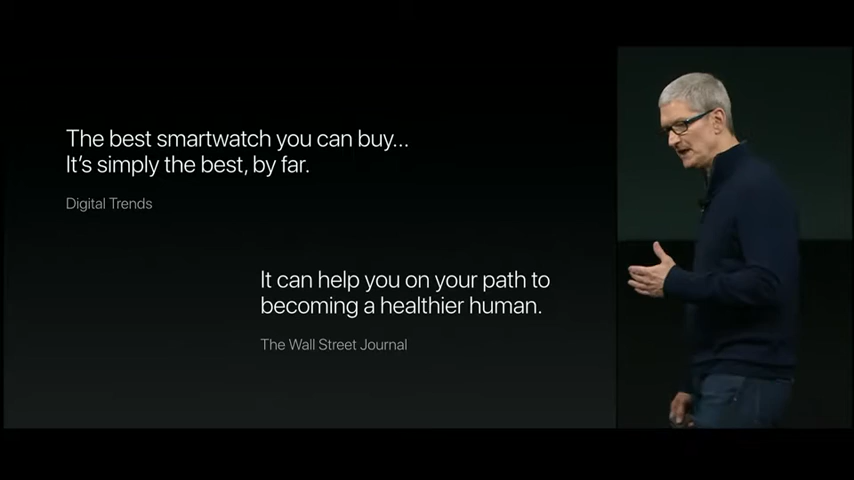 The best smartwatch you can buy...
It's simply the best, by far.
Digital Trends
It can help you on your path to
becoming a healthier human.
The Wall Street Journal